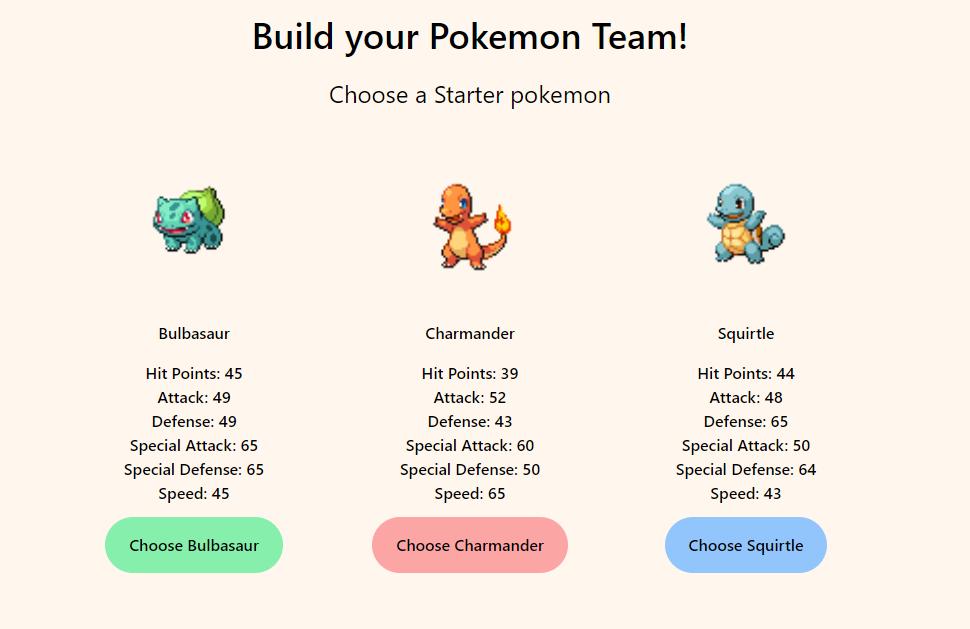 Build your Pokemon Team!
Choose a Starter pokemon
Bulbasaur
Hit Points: 45
Attack: 49
Defense: 49
Special Attack: 65
Special Defense: 65
Speed: 45
Choose Bulbasaur
Charmander
Hit Points: 39
Attack: 52
Defense: 43
Special Attack: 60
Special Defense: 50
Speed: 65
Choose Charmander
Squirtle
Hit Points: 44
Attack: 48
Defense: 65
Special Attack: 50
Special Defense: 64
Speed: 43
Choose Squirtle